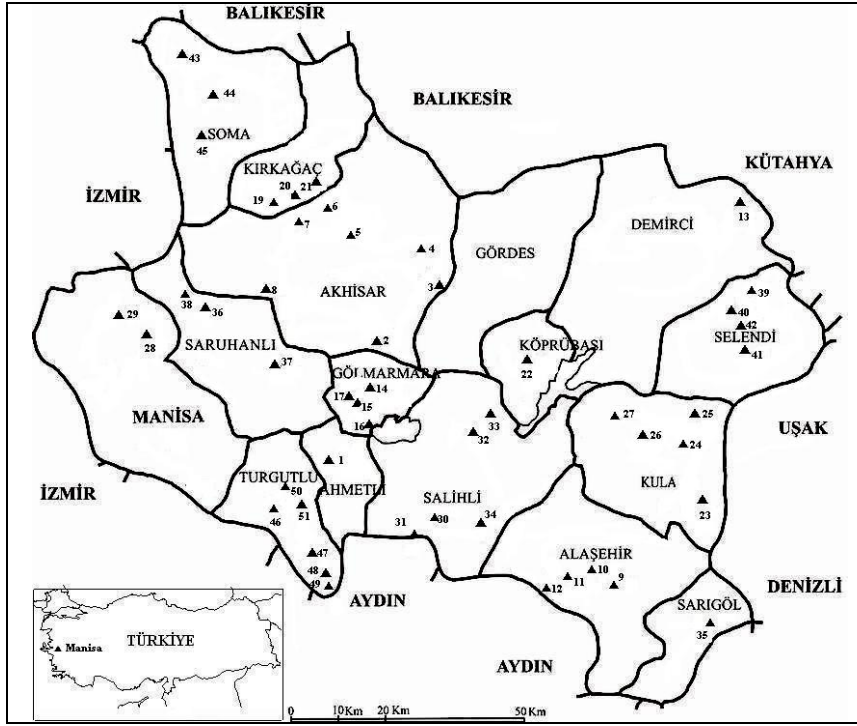 BALIKESİR
43
44
BALIKESİR
SOMA
45
KIRKAĞAÇ
KÜTAHYA
20 21
19
İZMİR
6
7
13
DEMİRCİ
5
4
GÖRDES
3
8
39
38
36
AKHİSAR
29
40
42
28
SARUHANLI
2
SELENDİ
KÖPRÜBAŞI
41
37
22
GÖLMARMARA
14
17
15
MANİSA
33
27
25
16
32
26
UŞAK
24
1
TURGUTLU
50
AHMETLİ
SALİHLİ
KULA
İZMİR
46
51
23
31
30
34
47
ALAŞEHİR
48
10
49
11
9
12
DENİZLİ
AYDIN
SARIGÖL
35
TÜRKİYE
Manisa
AYDIN
0
10 Km
20 Km
50 Km